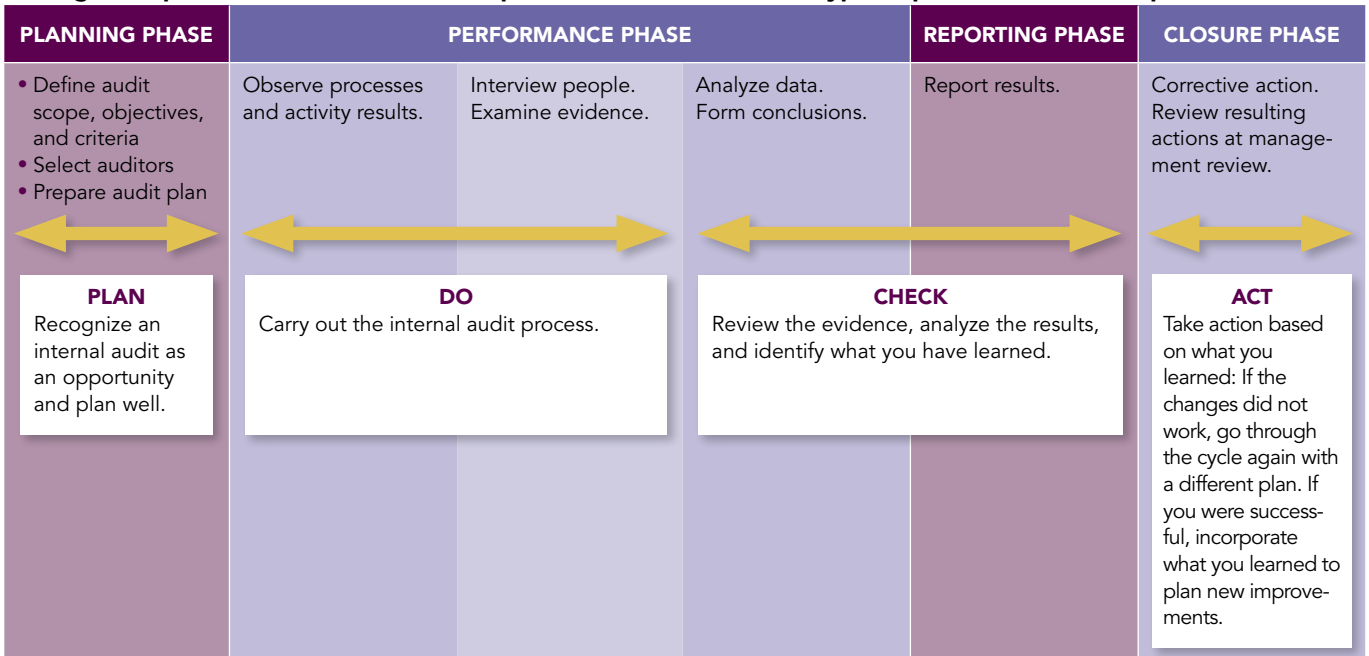 PLANNING PHASE
PERFORMANCE PHASE
REPORTING PHASE
CLOSURE PHASE
• Define audit
scope, objectives,
and criteria
• Select auditors
• Prepare audit plan
Observe processes
and activity results.
Interview people.
Examine evidence.
Analyze data.
Form conclusions.
Report results.
Corrective action.
Review resulting
actions at manage-
ment review.
PLAN
Recognize an
internal audit as
an opportunity
and plan well.
DO
Carry out the internal audit process.
CHECK
Review the evidence, analyze the results,
and identify what you have learned.
ACT
Take action based
on what you
learned: If the
changes did not
work, go through
the cycle again with
a different plan. If
you were success-
ful, incorporate
what you learned to
plan new improve-
ments.